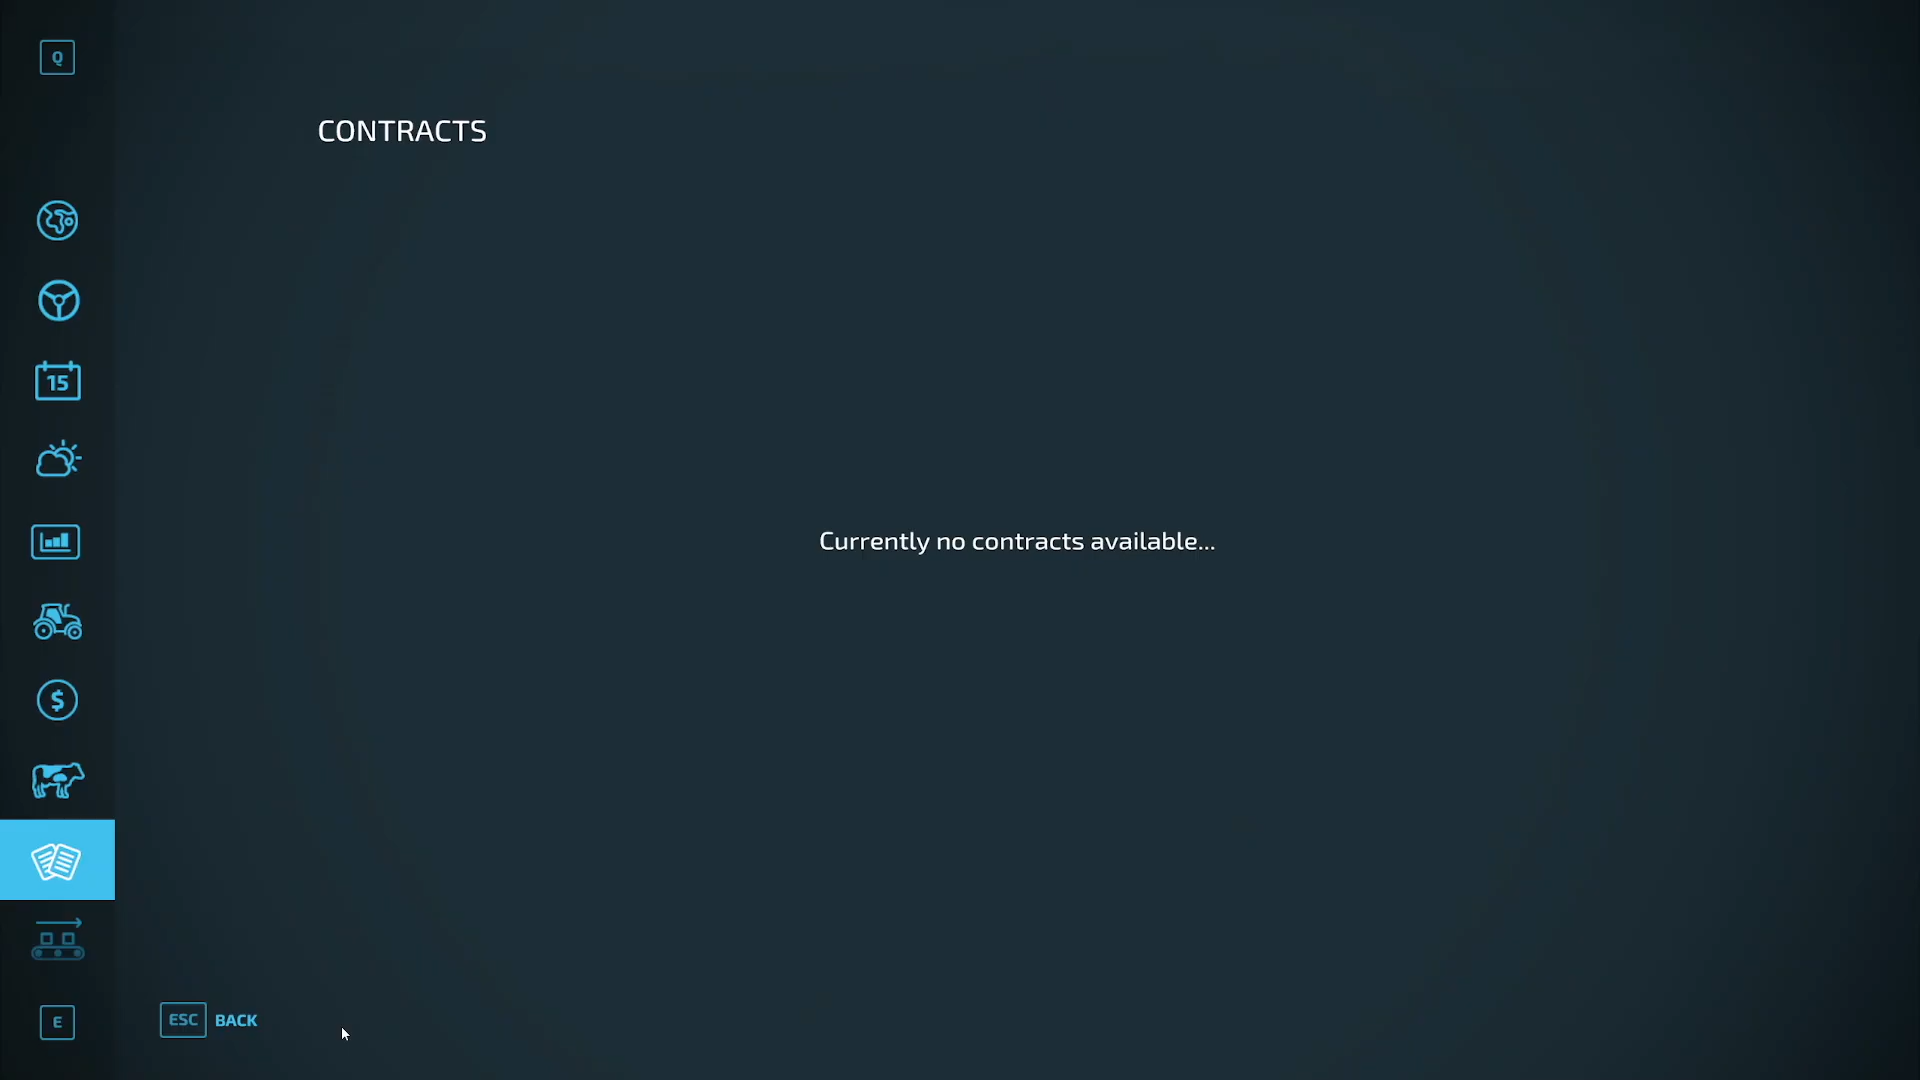 Q
CONTRACTS
15
Currently no contracts available...
$
E
ESC BACK